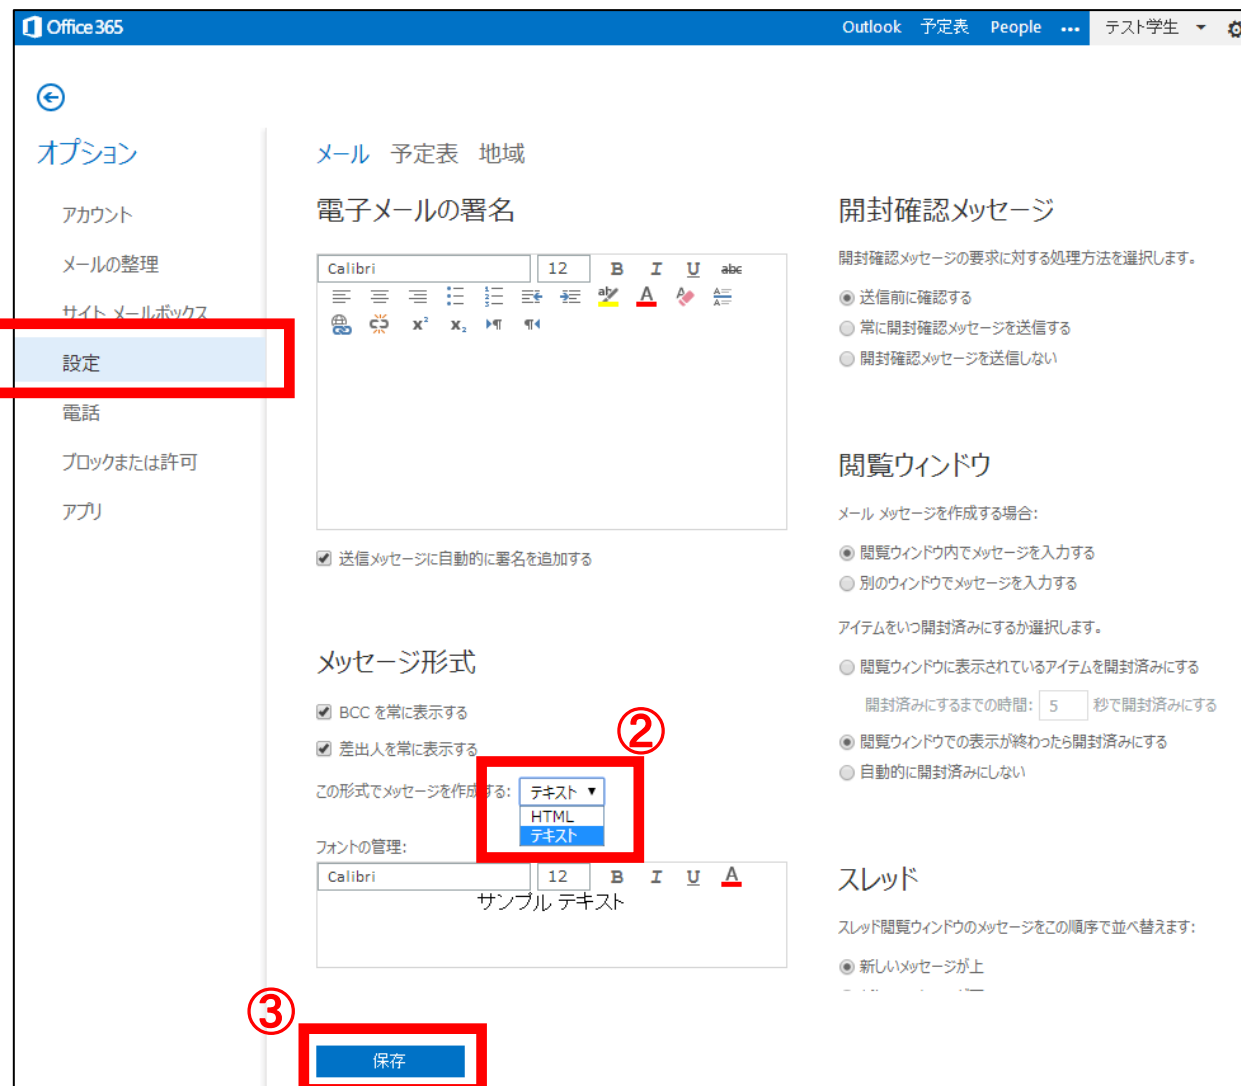 Office 365
Outlook 予定表 People ••• テスト学生
オプション
アカウント
メールの整理
サイト メールボックス
設定
電話
ブロックまたは許可
アプリ
メール 予定表 地域
電子メールの署名
Calibri 12 B I U abc
ab A A
x² x₂
送信メッセージに自動的に署名を追加する
メッセージ形式
BCC を常に表示する
差出人を常に表示する
②
この形式でメッセージを作成する: テキスト
HTML
テキスト
フォントの管理:
Calibri 12 B I U A
サンプル テキスト
③
保存
開封確認メッセージ
開封確認メッセージの要求に対する処理方法を選択します。
送信前に確認する
常に開封確認メッセージを送信する
開封確認メッセージを送信しない
閲覧ウィンドウ
メール メッセージを作成する場合:
閲覧ウィンドウ内でメッセージを入力する
別のウィンドウでメッセージを入力する
アイテムをいつ開封済みにするか選択します。
閲覧ウィンドウに表示されているアイテムを開封済みにする
開封済みにするまでの時間: 5 秒で開封済みにする
閲覧ウィンドウでの表示が終わったら開封済みにする
自動的に開封済みにしない
スレッド
スレッド閲覧ウィンドウのメッセージをこの順序で並べ替えます:
新しいメッセージが上